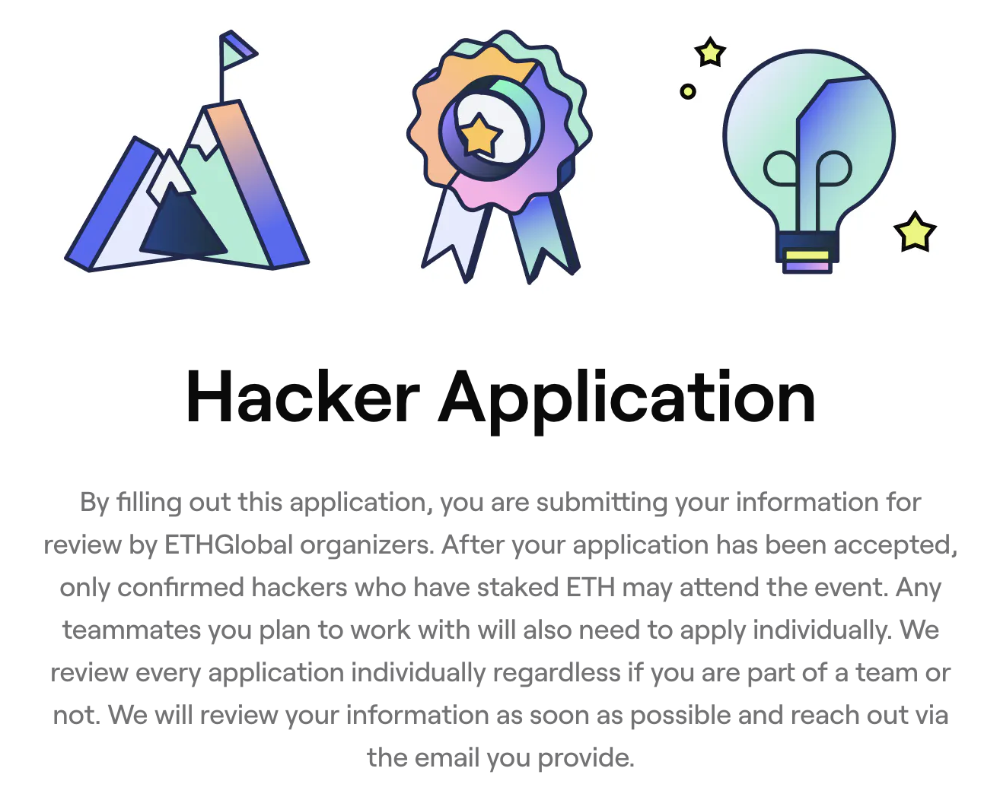 Hacker Application
By filling out this application, you are submitting your information for
review by ETHGlobal organizers. After your application has been accepted,
only confirmed hackers who have staked ETH may attend the event. Any
teammates you plan to work with will also need to apply individually. We
review every application individually regardless if you are part of a team or
not. We will review your information as soon as possible and reach out via
the email you provide.